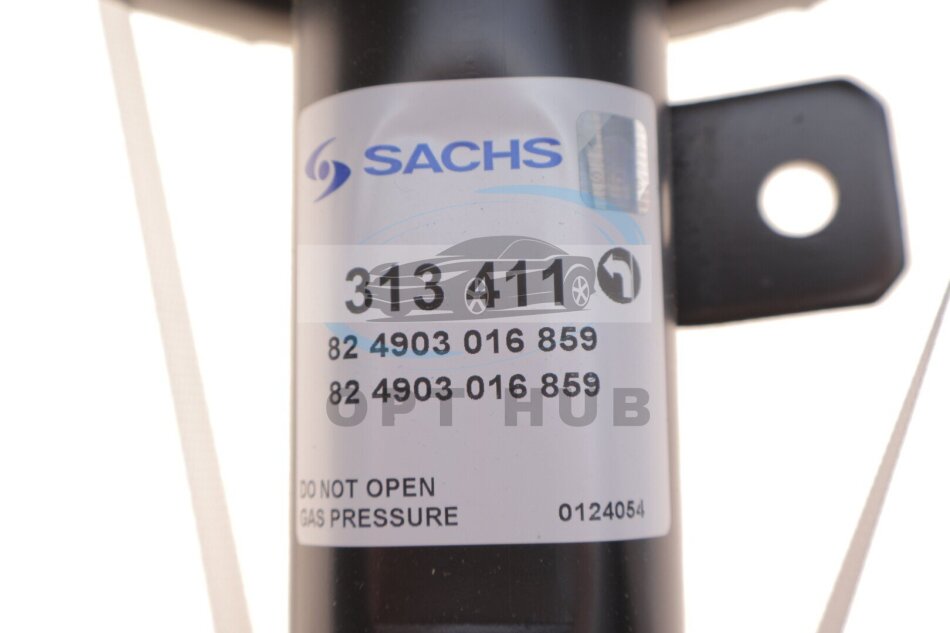 SACHS
313 411
82 4903 016 859
82 4903 016 859
OPT HUB
DO NOT OPEN
GAS PRESSURE 0124054